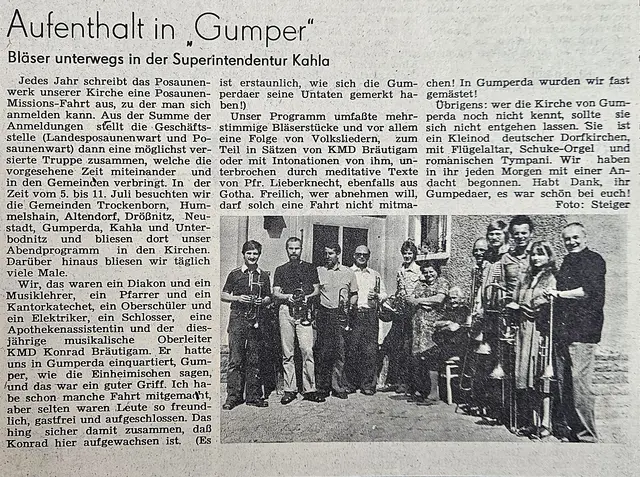 Aufenthalt in „Gumper“
Bläser unterwegs in der Superintendentur Kahla
Jedes Jahr schreibt das Posaunen-
werk unserer Kirche eine Posaunen-
Missions-Fahrt aus, zu der man sich
anmelden kann. Aus der Summe der
Anmeldungen stellt die Geschäfts-
stelle (Landesposaunenwart und Po-
saunenwart) dann eine möglichst ver-
sierte Truppe zusammen, welche die
vorgesehene Zeit miteinander und
in den Gemeinden verbringt. In der
Zeit vom 5. bis 11. Juli besuchten wir
die Gemeinden Trockenborn, Hum-
melshain, Altendorf, Drößnitz, Neu-
stadt, Gumperda, Kahla und Unter-
bodnitz und bliesen dort unser
Abendprogramm in den Kirchen.
Darüber hinaus bliesen wir täglich
viele Male.
Wir, das waren ein Diakon und ein
Musiklehrer, ein Pfarrer und ein
Kantorkatechet, ein Oberschüler und
ein Elektriker, ein Schlosser, eine
Apothekenassistentin und der dies-
jährige musikalische Oberleiter
KMD Konrad Bräutigam. Er hatte
uns in Gumperda einquartiert, Gum-
per, wie die Einheimischen sagen,
und das war ein guter Griff. Ich ha-
be schon manche Fahrt mitgemacht,
aber selten waren Leute so freund-
lich, gastfrei und aufgeschlossen. Das
hing sicher damit zusammen, daß
Konrad hier aufgewachsen ist. (Es
ist erstaunlich, wie sich die Gum-
perdaer seine Untaten gemerkt ha-
ben!)
Unser Programm umfaßte mehr-
stimmige Bläserstücke und vor allem
eine Folge von Volksliedern, zum
Teil in Sätzen von KMD Bräutigam
oder mit Intonationen von ihm, un-
terbrochen durch meditative Texte
von Pfr. Lieberknecht, ebenfalls aus
Gotha. Freilich, wer abnehmen will,
darf solch eine Fahrt nicht mitma-
chen! In Gumperda wurden wir fast
gemästet!
Übrigens: wer die Kirche von Gum-
perda noch nicht kennt, sollte sie
sich nicht entgehen lassen. Sie ist
ein Kleinod deutscher Dorfkirchen,
mit Flügelaltar, Schuke-Orgel und
romanischen Tympani. Wir haben
in ihr jeden Morgen mit einer An-
dacht begonnen. Habt Dank, ihr
Gumpedaer, es war schön bei euch!
Foto: Steiger